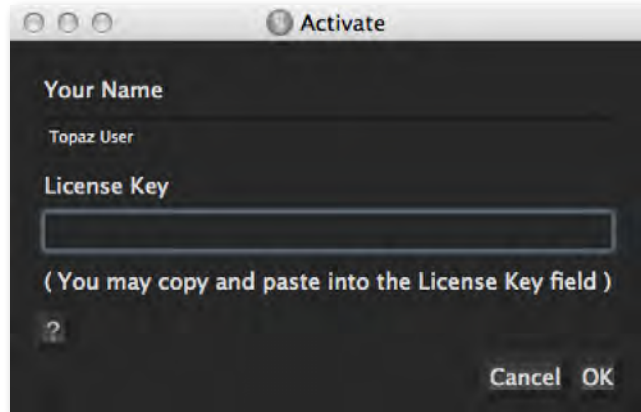 Activate
Your Name
Topaz User
License Key
( You may copy and paste into the License Key field )
?
Cancel OK